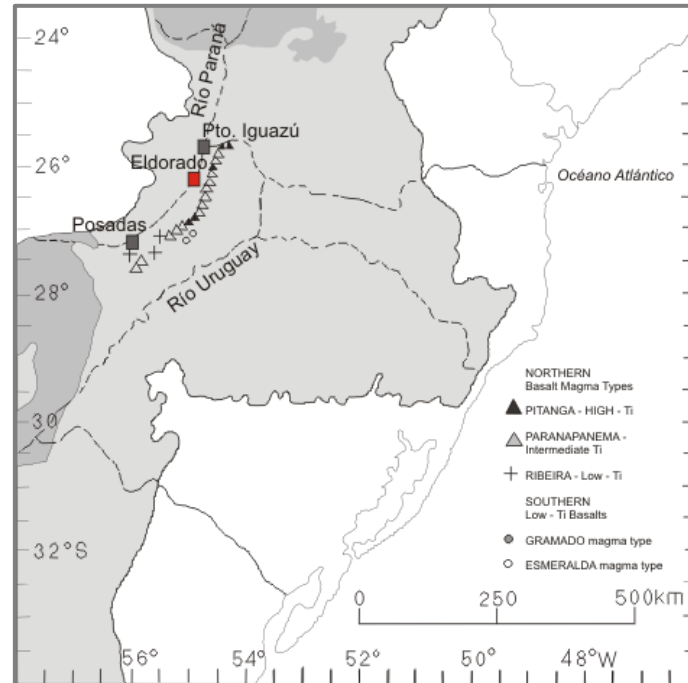 24°
Río Paraná
Pto. Iguazú
26°
Eldorado
Océano Atlántico
Posadas
Río Uruguay
28°
NORTHERN
Basalt Magma Types
PITANGA - HIGH - Ti
30
PARANAPANEMA -
Intermediate Ti
RIBEIRA - Low - Ti
SOUTHERN
Low - Ti Basalts
GRAMADO magma type
32°S
ESMERALDA magma type
0 250 500km
56° 54° 52° 50° 48°W